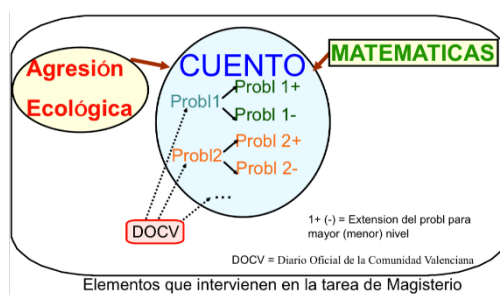 Agresión
Ecológica
CUENTO
MATEMATICAS
Probl1
Probl 1+
Probl 1-
Probl2
Probl 2+
Probl 2-
...
DOCV
1+ (-) = Extension del probl para
mayor (menor) nivel
DOCV = Diario Oficial de la Comunidad Valenciana
Elementos que intervienen en la tarea de Magisterio